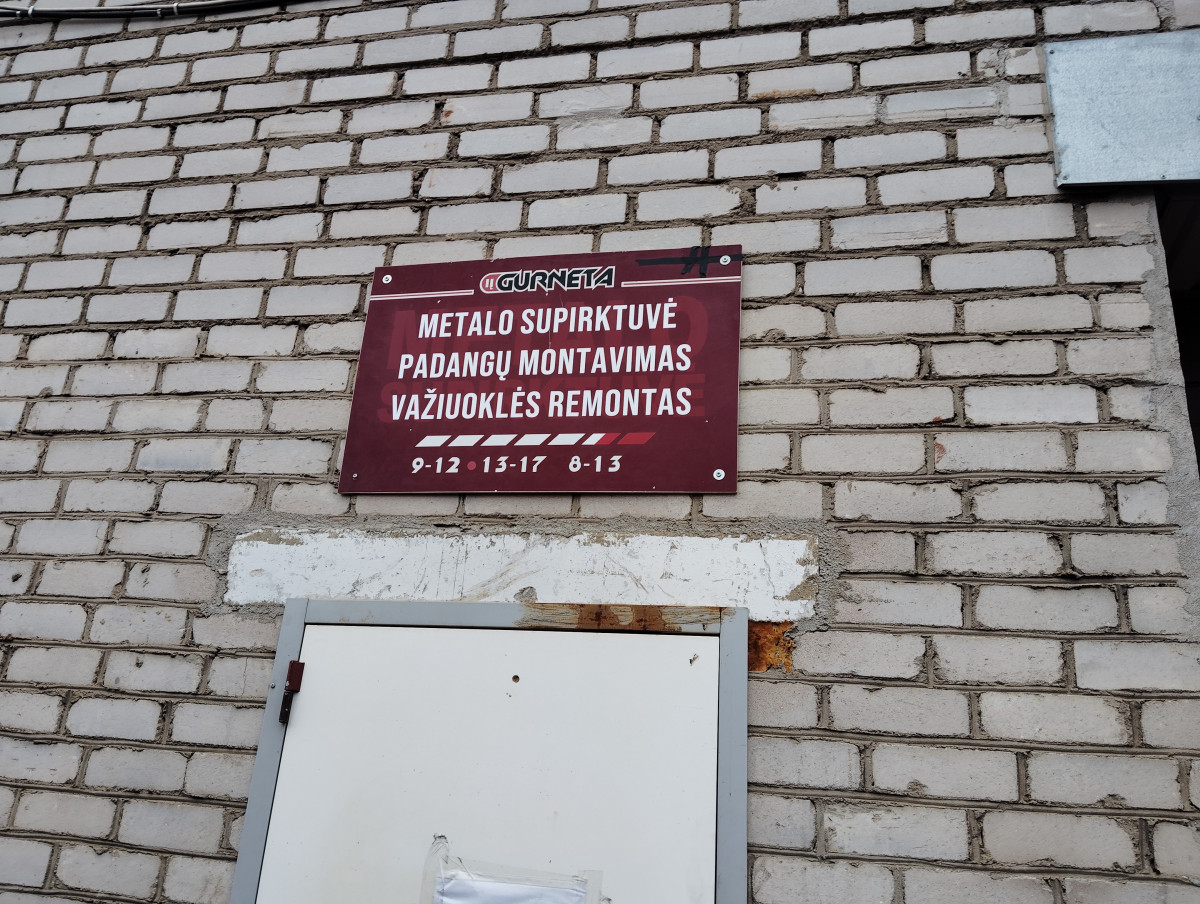 GURNETA
METALO SUPIRKTUVĖ
PADANGŲ MONTAVIMAS
VAŽIUOKLĖS REMONTAS
9-12 • 13-17 8-13